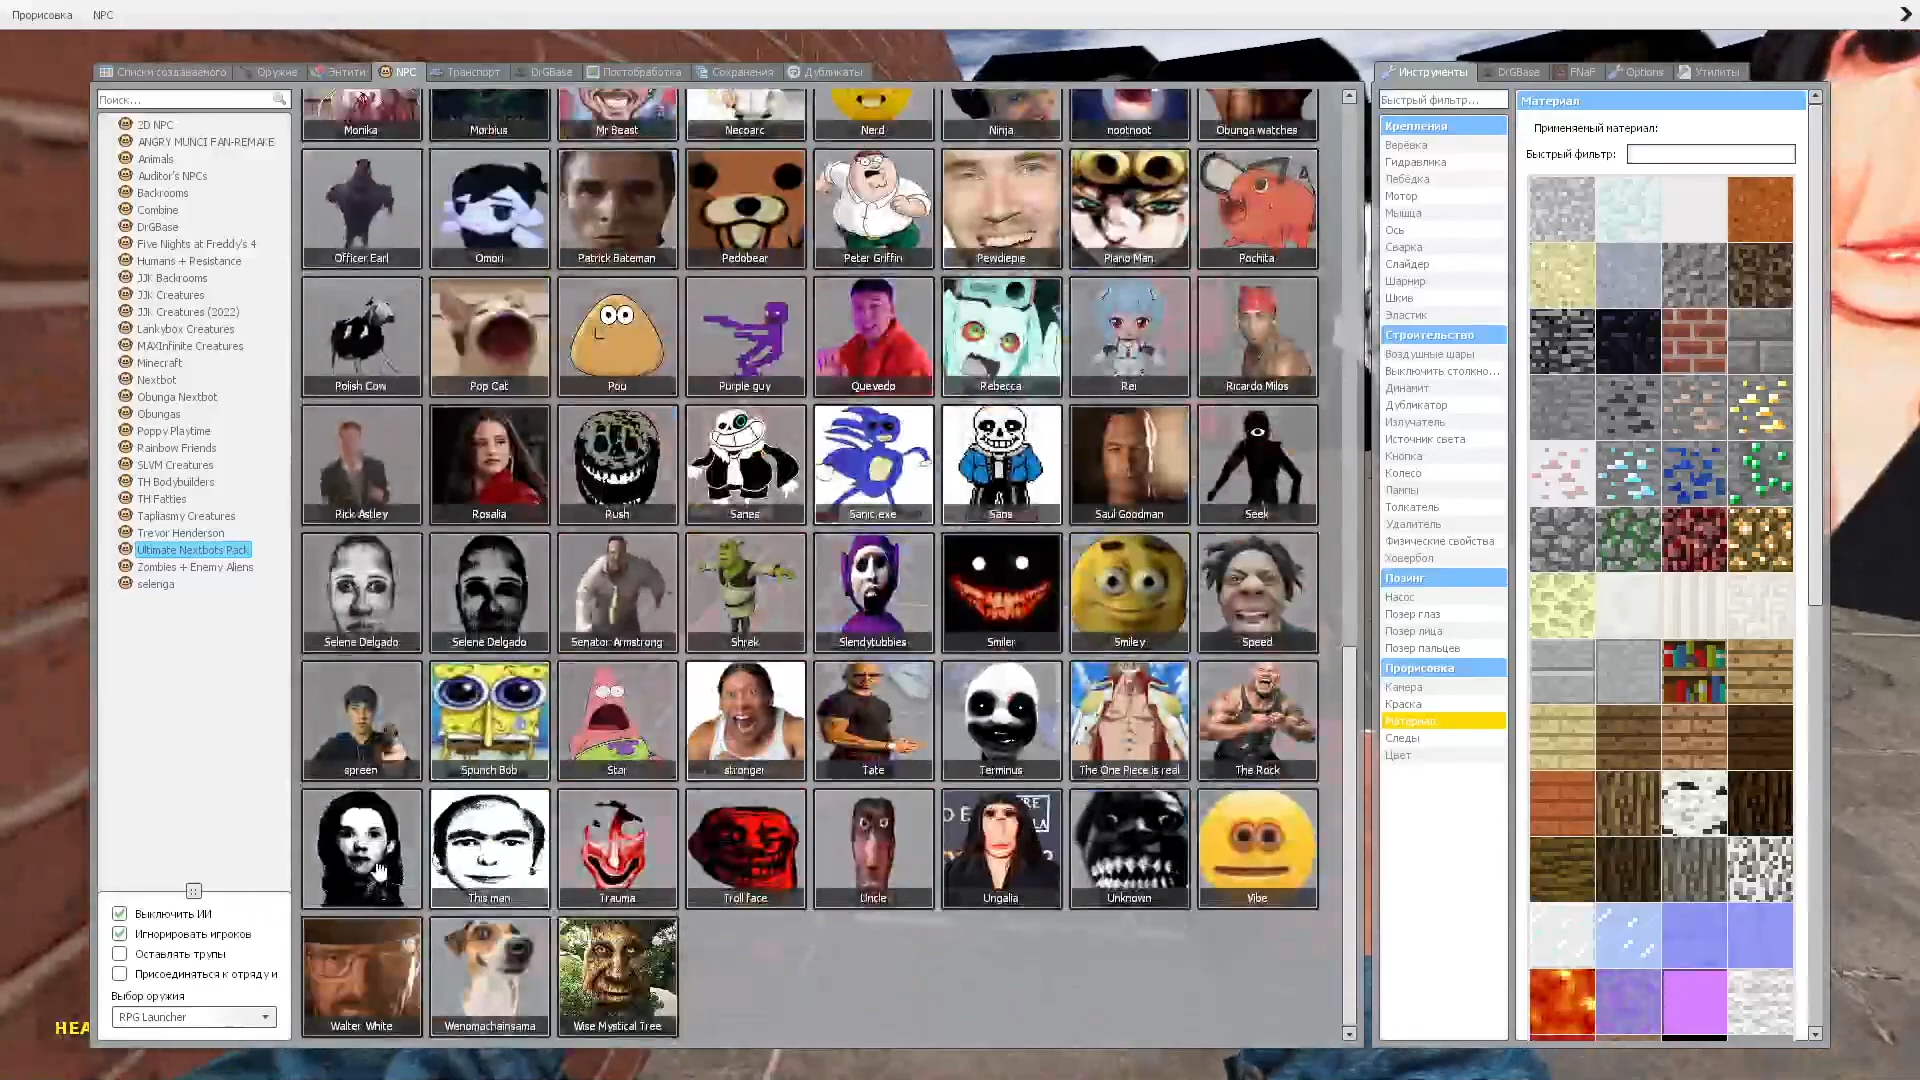 Прорисовка NPC
Списки создаваемого Оружие Энтити NPC Транспорт DrGBase Постобработка Сохранения Дубликаты
Поиск...
2D NPC
ANGRY MUNCI FAN-REMAKE
Animals
Auditor's NPCs
Backrooms
Combine
DrGBase
Five Nights at Freddy's 4
Humans + Resistance
JJK Backrooms
JJK Creatures
JJK Creatures (2022)
Lankybox Creatures
MAXInfinite Creatures
Minecraft
Nextbot
Obunga Nextbot
Obungas
Poppy Playtime
Rainbow Friends
SLVM Creatures
TH Bodybuilders
TH Fatties
Tapliasmy Creatures
Trevor Henderson
Ultimate Nextbots Pack
Zombies + Enemy Aliens
selenga
Выключить ИИ
Игнорировать игроков
Оставлять трупы
Присоединяться к отряду и
Выбор оружия
RPG Launcher
HEA
Monika Morbius Mr Beast Necoarc Nerd Ninja nootnoot Obunga watches
Officer Earl Omori Patrick Bateman Pedobear Peter Griffin Pewdiepie Piano Man Pochita
Polish Cow Pop Cat Pou Purple guy Quevedo Rebecca Rei Ricardo Milos
Rick Astley Rosalia Rush Sanes Sanic.exe Sans Saul Goodman Seek
Selene Delgado Selene Delgado Senator Armstrong Shrek Slendytubbies Smiler Smiley Speed
spreen Spunch Bob Star stronger Tate Terminus The One Piece is real The Rock
This man Trauma Troll face Uncle Ungalia Unknown Vibe
Walter White Wenomachainsama Wise Mystical Tree
Инструменты DrGBase FNaF Options Утилиты
Быстрый фильтр...
Крепления
Верёвка
Гидравлика
Лебёдка
Мотор
Мышца
Ось
Сварка
Слайдер
Шарнир
Шкив
Эластик
Строительство
Воздушные шары
Выключить столкно...
Динамит
Дубликатор
Излучатель
Источник света
Кнопка
Колесо
Лампы
Толкатель
Удалитель
Физические свойства
Ховербол
Позинг
Насос
Позер глаз
Позер лица
Позер пальцев
Прорисовка
Камера
Краска
Материал
Следы
Цвет
Материал
Применяемый материал:
Быстрый фильтр: